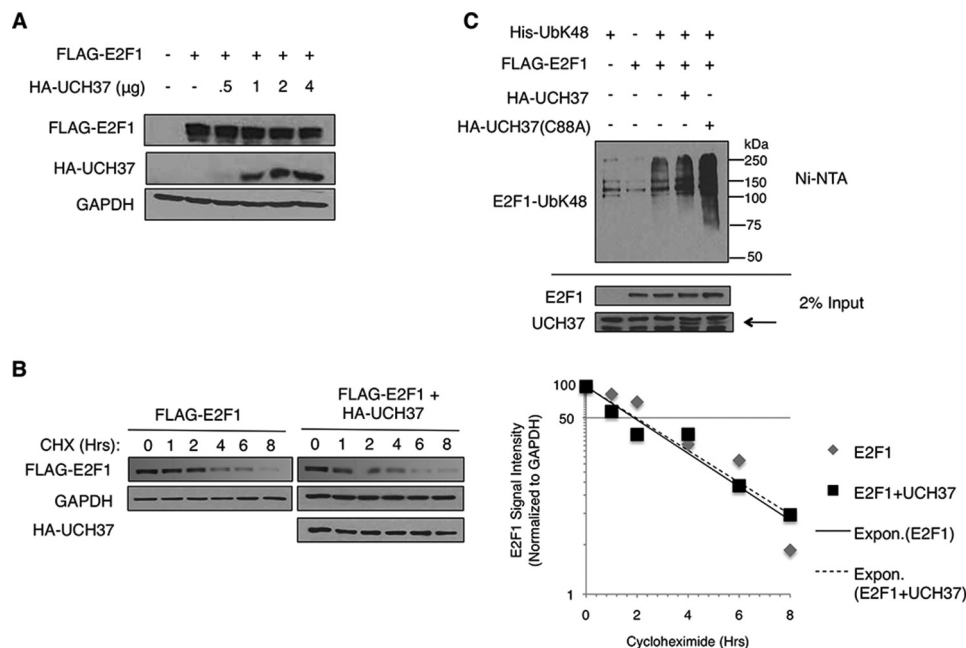 A
FLAG-E2F1 - + + + + +
HA-UCH37 (µg) - - .5 1 2 4
FLAG-E2F1
HA-UCH37
GAPDH
C
His-UbK48 + - + + +
FLAG-E2F1 - + + + +
HA-UCH37 - - - + -
HA-UCH37(C88A) - - - - +
kDa
250
150
100
75
50
E2F1-UbK48
Ni-NTA
E2F1
UCH37
2% Input
B
FLAG-E2F1
FLAG-E2F1 +
HA-UCH37
CHX (Hrs): 0 1 2 4 6 8 0 1 2 4 6 8
FLAG-E2F1
GAPDH
HA-UCH37
E2F1 Signal Intensity
(Normalized to GAPDH)
100
50
1
0 2 4 6 8
Cycloheximide (Hrs)
E2F1
E2F1+UCH37
Expon.(E2F1)
Expon.
(E2F1+UCH37)